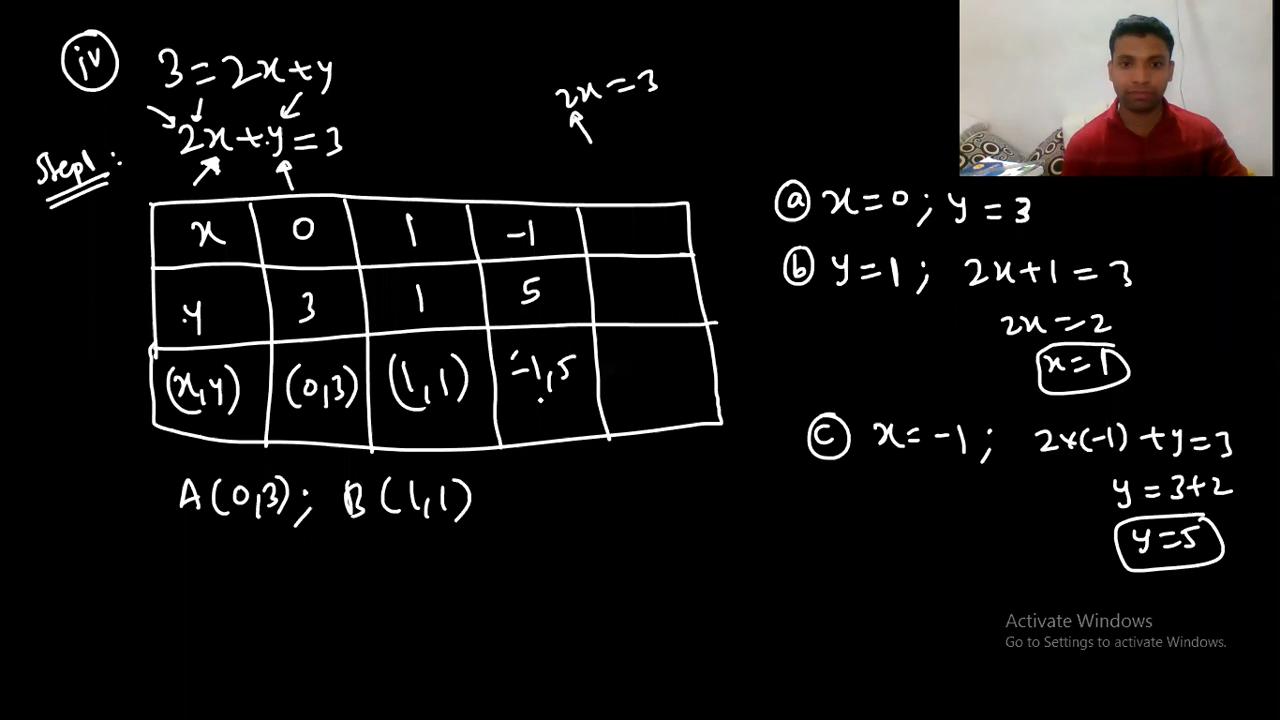 iv 3 = 2x+y
2x+y = 3
2x = 3
Step1:
x 0 1 -1
y 3 1 5
(x,y) (0,3) (1,1) -1,5
A(0,3); B(1,1)
a x=0; y=3
b y=1; 2x+1=3
2x=2
x=1
c x=-1; 2×(-1)+y=3
y=3+2
y=5
Activate Windows
Go to Settings to activate Windows.